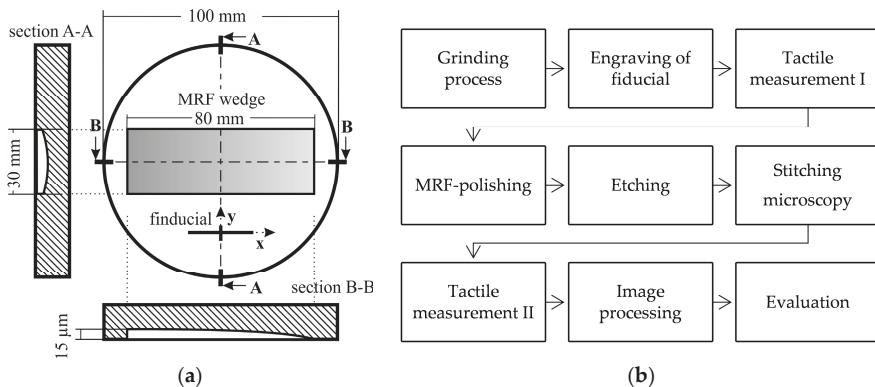 100 mm
section A-A
A
MRF wedge
80 mm
B
B
30 mm
finducial
y
x
A
section B-B
15 µm
(a)
Grinding
process
Engraving of
fiducial
Tactile
measurement I
MRF-polishing
Etching
Stitching
microscopy
Tactile
measurement II
Image
processing
Evaluation
(b)